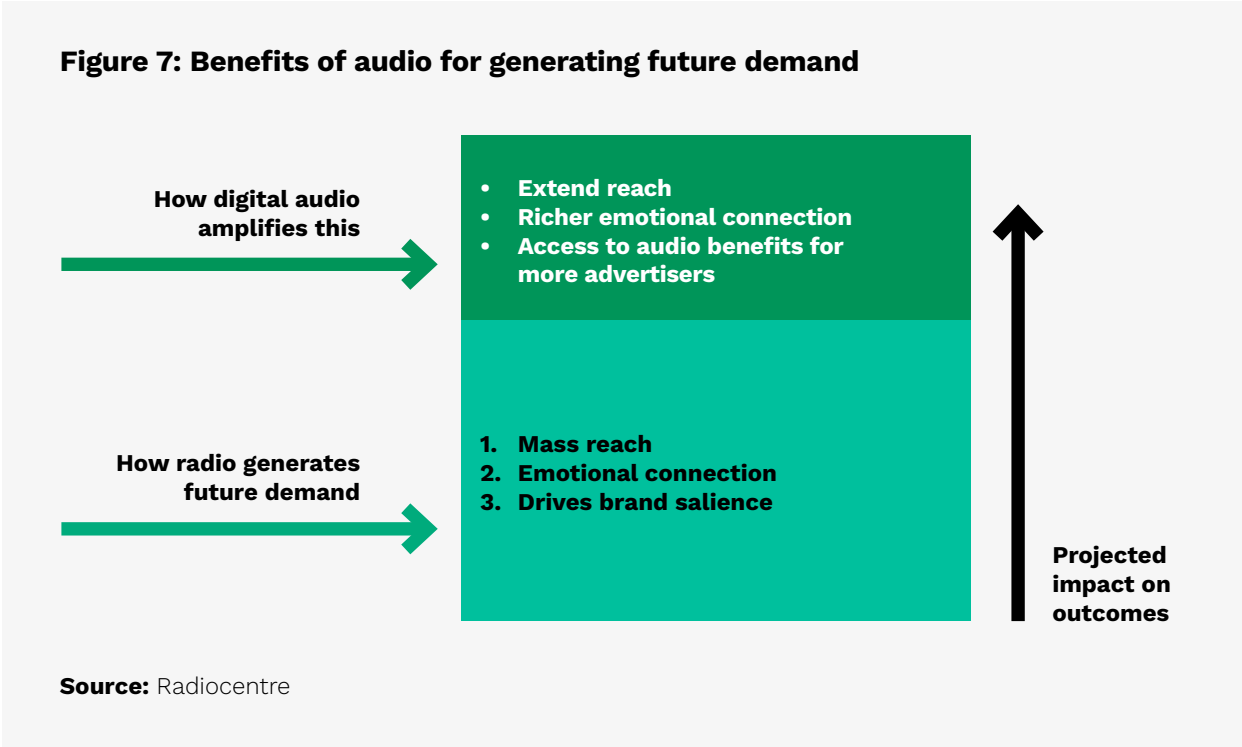 Figure 7: Benefits of audio for generating future demand
How digital audio
amplifies this
• Extend reach
• Richer emotional connection
• Access to audio benefits for
more advertisers
How radio generates
future demand
1. Mass reach
2. Emotional connection
3. Drives brand salience
Projected
impact on
outcomes
Source: Radiocentre